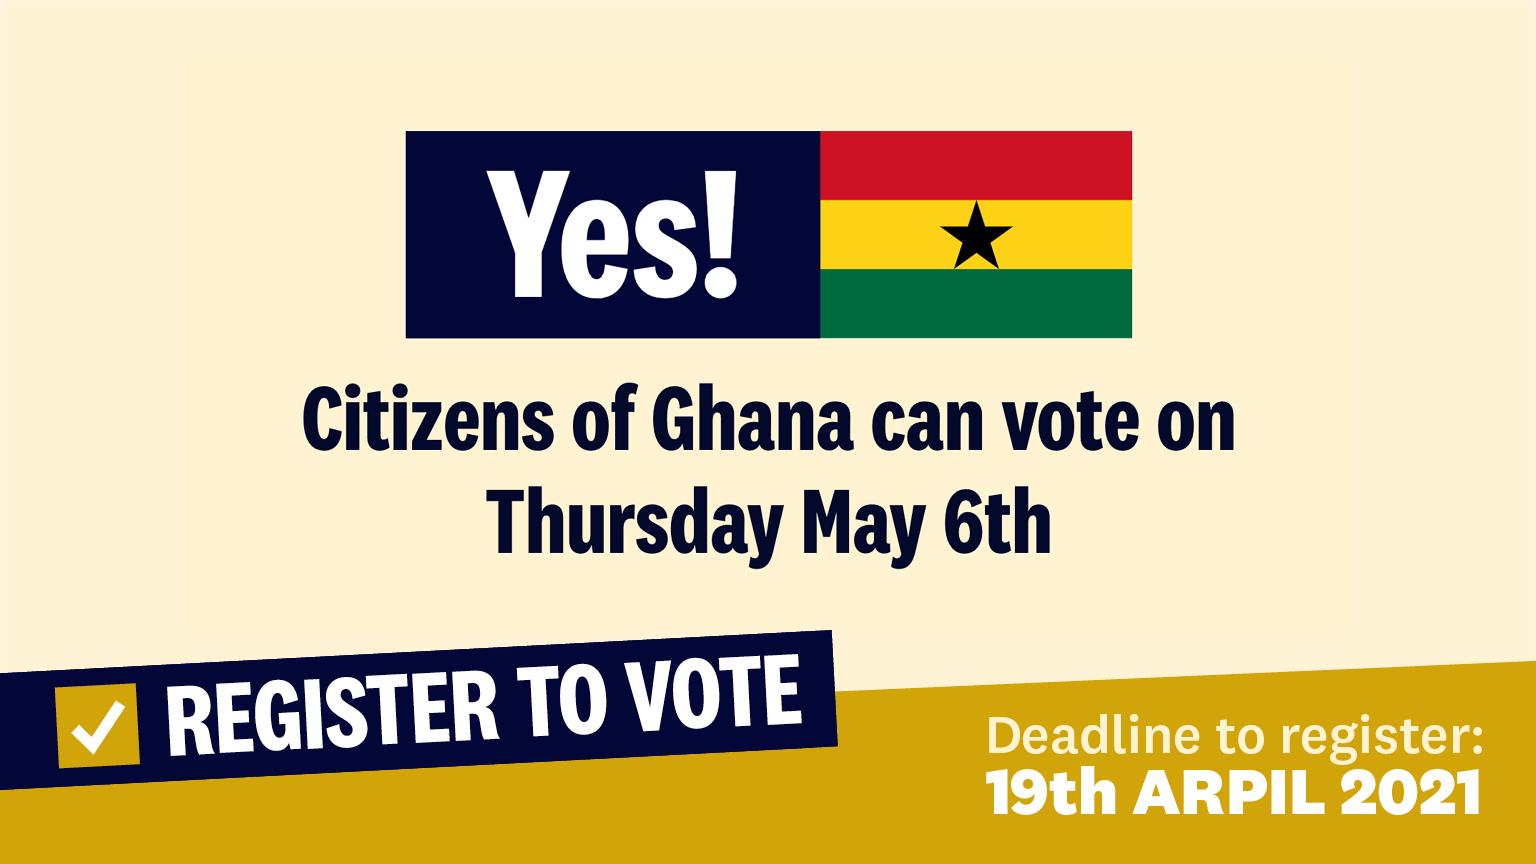 Yes!
Citizens of Ghana can vote on
Thursday May 6th
REGISTER TO VOTE
Deadline to register:
19th ARPIL 2021